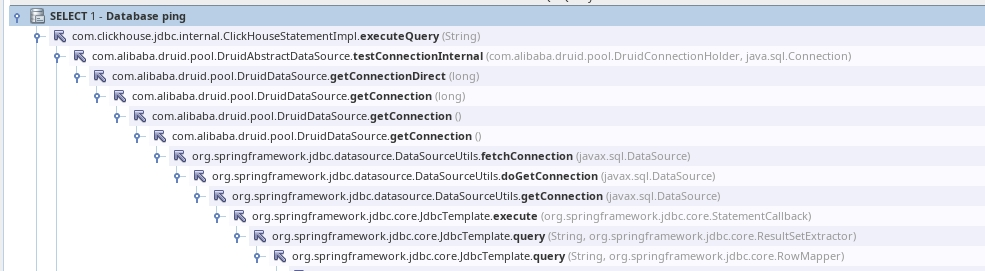 SELECT 1 - Database ping
com.clickhouse.jdbc.internal.ClickHouseStatementImpl.executeQuery (String)
com.alibaba.druid.pool.DruidAbstractDataSource.testConnectionInternal (com.alibaba.druid.pool.DruidConnectionHolder, java.sql.Connection)
com.alibaba.druid.pool.DruidDataSource.getConnectionDirect (long)
com.alibaba.druid.pool.DruidDataSource.getConnection (long)
com.alibaba.druid.pool.DruidDataSource.getConnection ()
com.alibaba.druid.pool.DruidDataSource.getConnection ()
org.springframework.jdbc.datasource.DataSourceUtils.fetchConnection (javax.sql.DataSource)
org.springframework.jdbc.datasource.DataSourceUtils.doGetConnection (javax.sql.DataSource)
org.springframework.jdbc.datasource.DataSourceUtils.getConnection (javax.sql.DataSource)
org.springframework.jdbc.core.JdbcTemplate.execute (org.springframework.jdbc.core.StatementCallback)
org.springframework.jdbc.core.JdbcTemplate.query (String, org.springframework.jdbc.core.ResultSetExtractor)
org.springframework.jdbc.core.JdbcTemplate.query (String, org.springframework.jdbc.core.RowMapper)